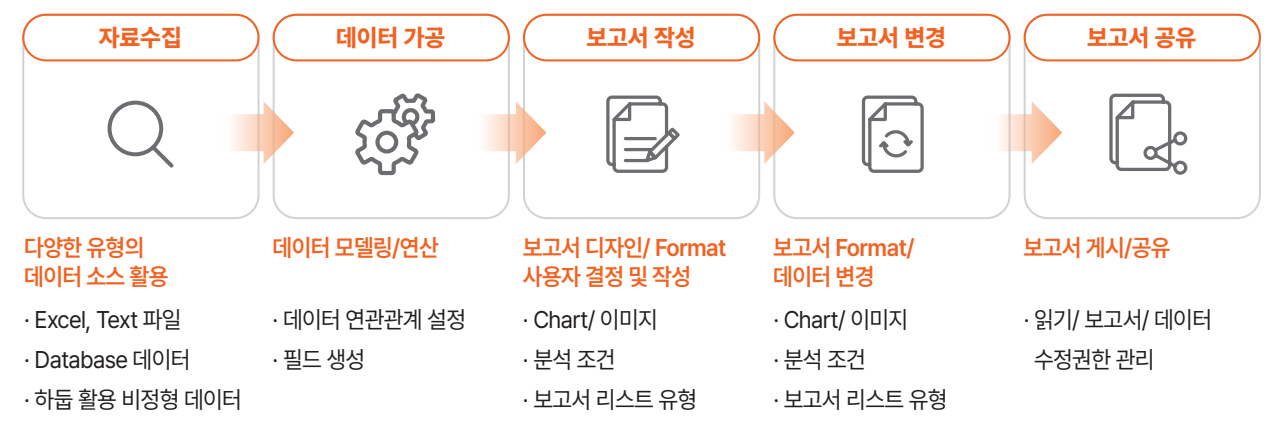 자료수집
데이터 가공
보고서 작성
보고서 변경
보고서 공유
다양한 유형의
데이터 소스 활용
· Excel, Text 파일
· Database 데이터
· 하둡 활용 비정형 데이터
데이터 모델링/연산
· 데이터 연관관계 설정
· 필드 생성
보고서 디자인/ Format
사용자 결정 및 작성
· Chart/ 이미지
· 분석 조건
· 보고서 리스트 유형
보고서 Format/
데이터 변경
· Chart/ 이미지
· 분석 조건
· 보고서 리스트 유형
보고서 게시/공유
· 읽기/ 보고서/ 데이터
수정권한 관리